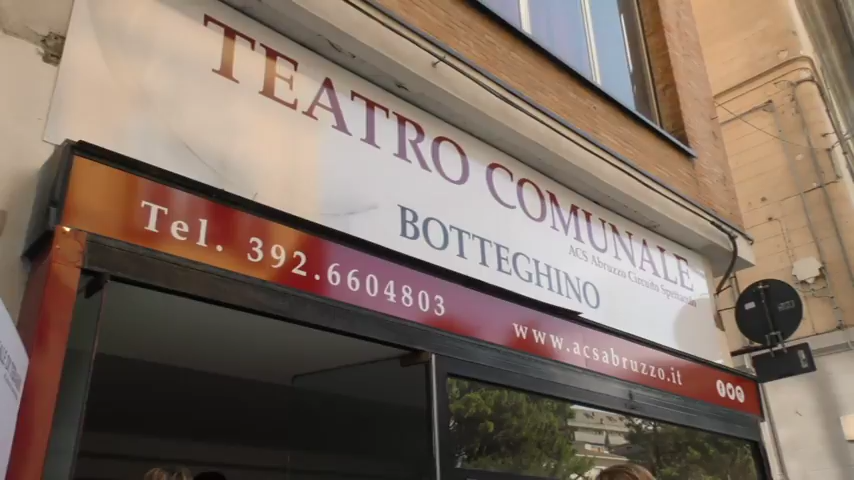 TEATRO COMUNALE
ACS Abruzzo Circuito Spettacolo
BOTTEGHINO
Tel. 392.6604803
www.acsabruzzo.it